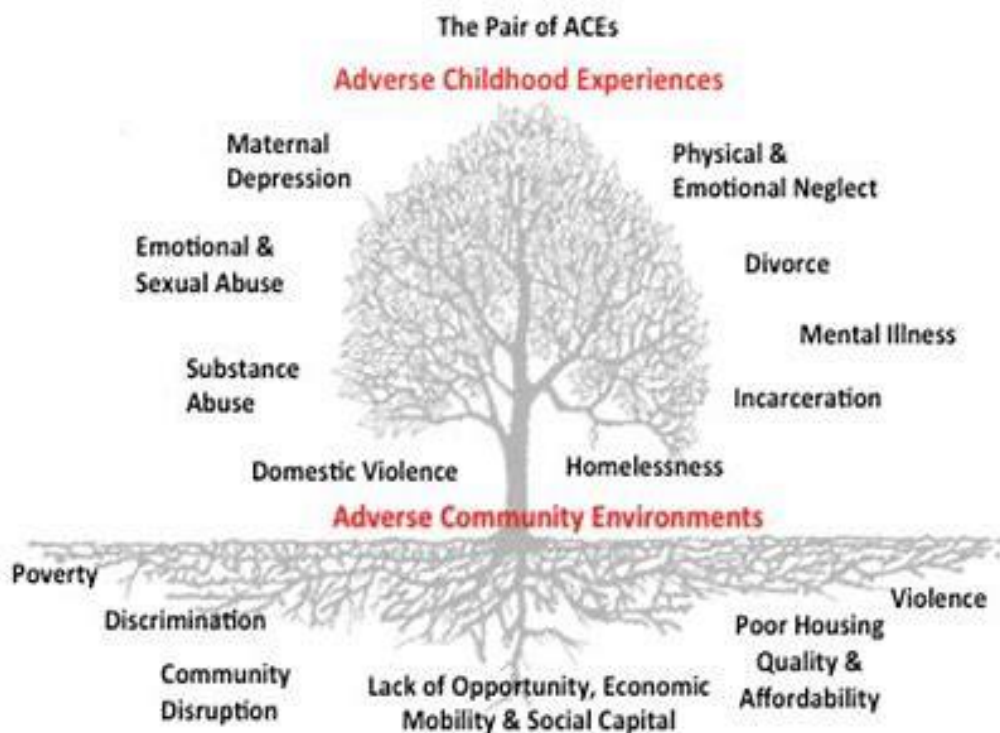 The Pair of ACEs
Adverse Childhood Experiences
Maternal
Depression
Physical &
Emotional Neglect
Emotional &
Sexual Abuse
Divorce
Mental Illness
Substance
Abuse
Incarceration
Domestic Violence
Homelessness
Adverse Community Environments
Poverty
Violence
Discrimination
Poor Housing
Quality &
Affordability
Community
Disruption
Lack of Opportunity, Economic
Mobility & Social Capital